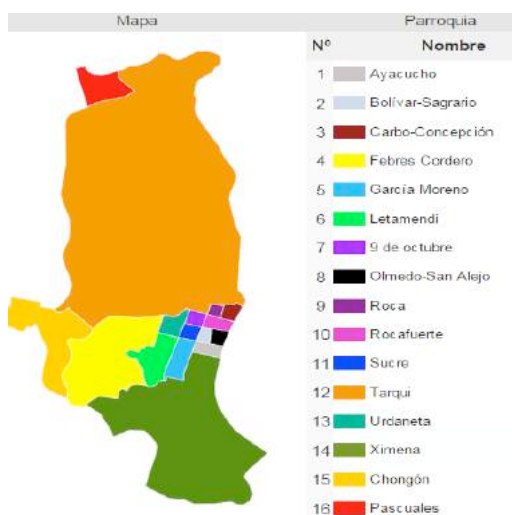 Mapa Parroquia
Nº Nombre
1 Ayacucho
2 Bolívar-Sagrario
3 Carbo-Concepción
4 Febres Cordero
5 García Moreno
6 Letamendi
7 9 de octubre
8 Olmedo-San Alejo
9 Roca
10 Rocafuerte
11 Sucre
12 Tarqui
13 Urdaneta
14 Ximena
15 Chongón
16 Pascuales